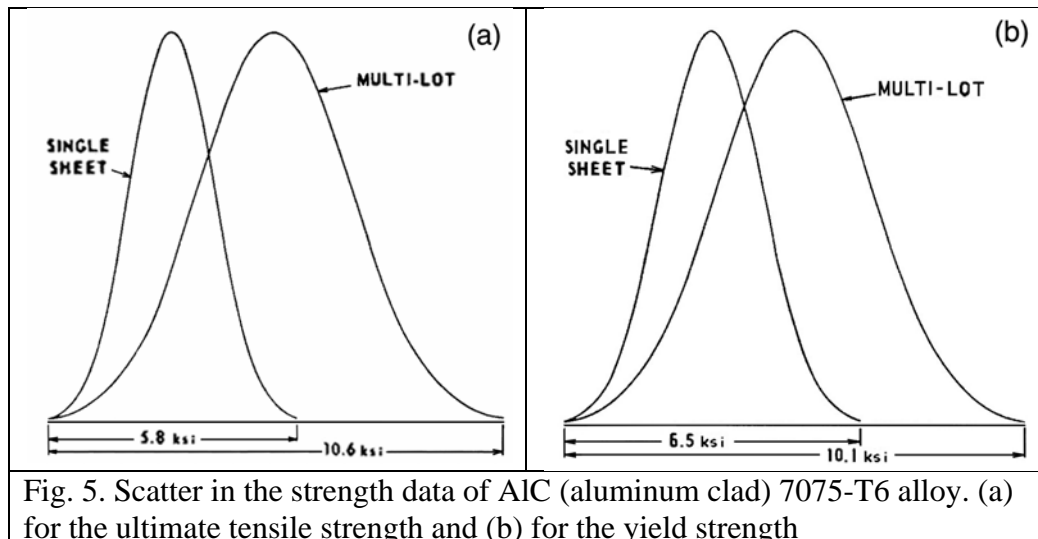 (a)
MULTI-LOT
SINGLE
SHEET
5.8 ksi
10.6 ksi
(b)
MULTI-LOT
SINGLE
SHEET
6.5 ksi
10.1 ksi
Fig. 5. Scatter in the strength data of AlC (aluminum clad) 7075-T6 alloy. (a)
for the ultimate tensile strength and (b) for the yield strength